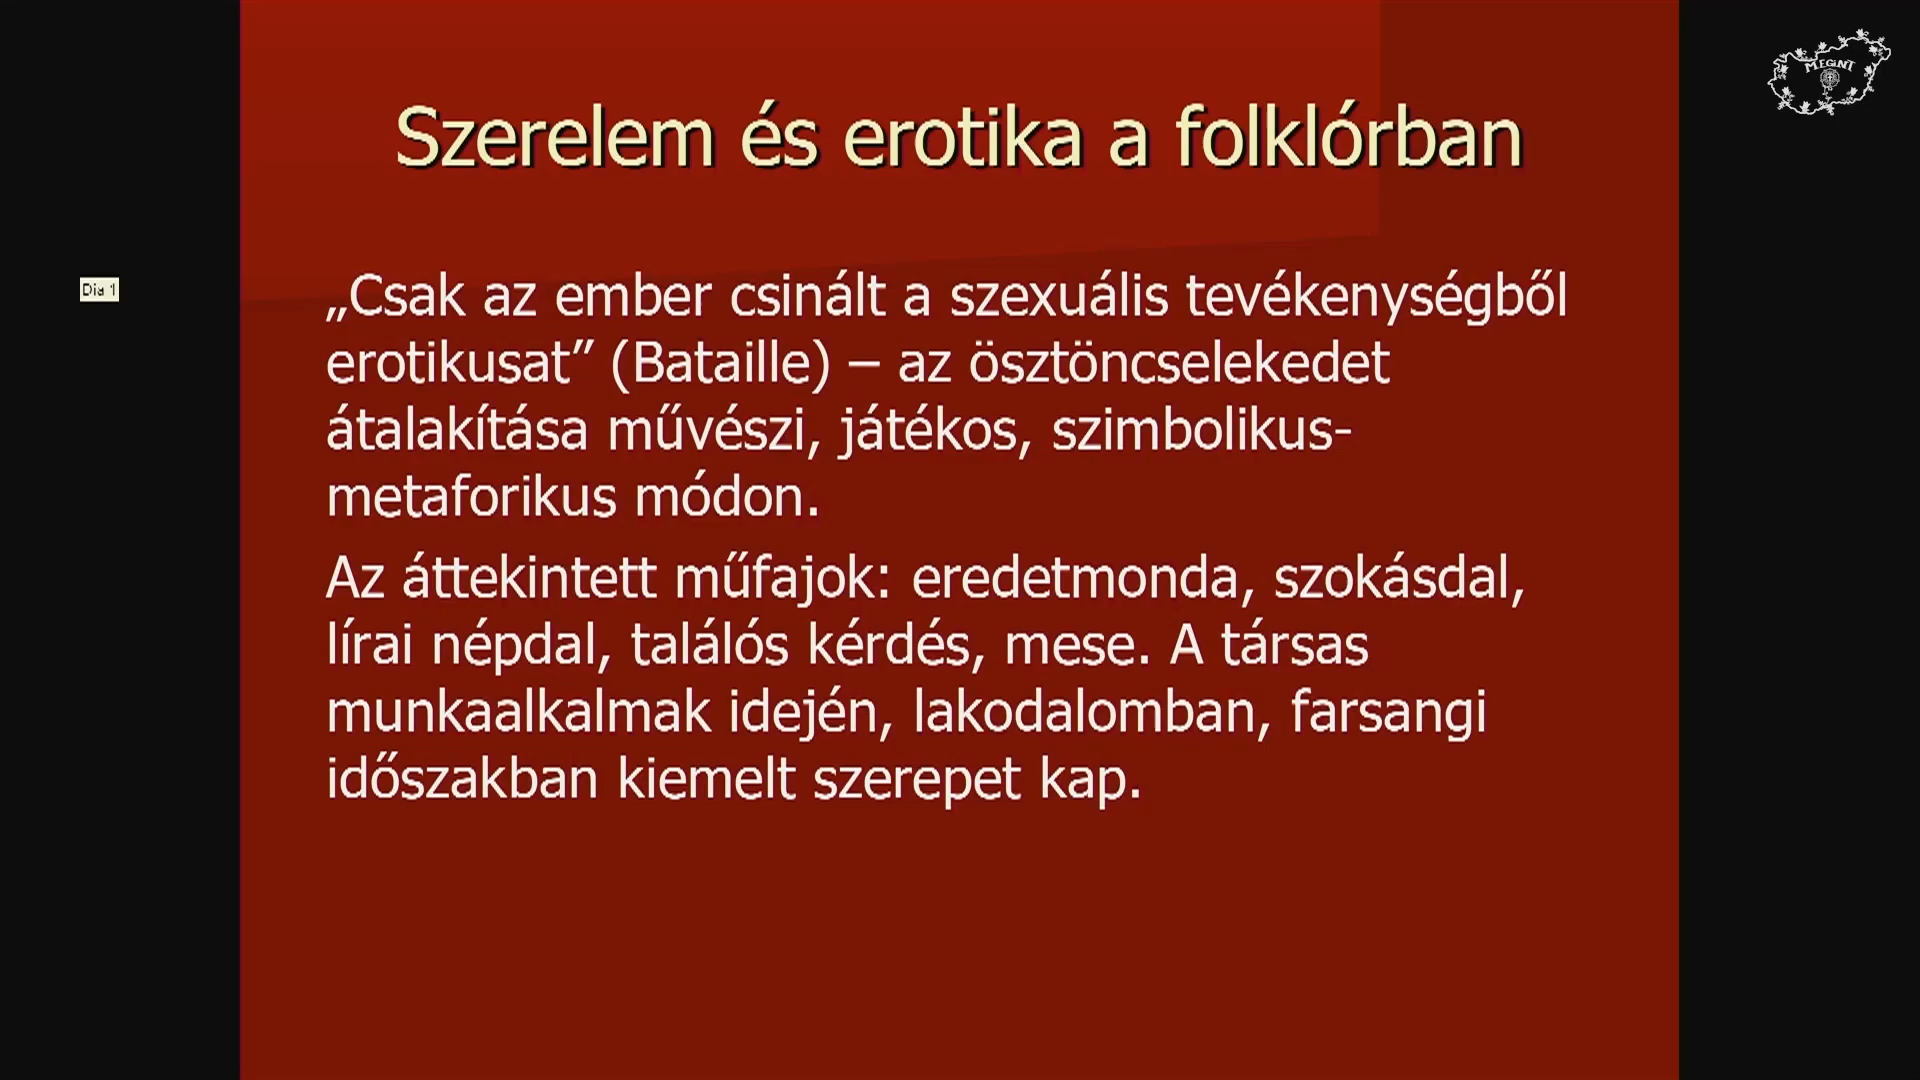 MEGINT
Szerelem és erotika a folklórban
Dia 1
„Csak az ember csinált a szexuális tevékenységből
erotikusat” (Bataille) – az ösztöncselekedet
átalakítása művészi, játékos, szimbolikus-
metaforikus módon.
Az áttekintett műfajok: eredetmonda, szokásdal,
lírai népdal, találós kérdés, mese. A társas
munkaalkalmak idején, lakodalomban, farsangi
időszakban kiemelt szerepet kap.